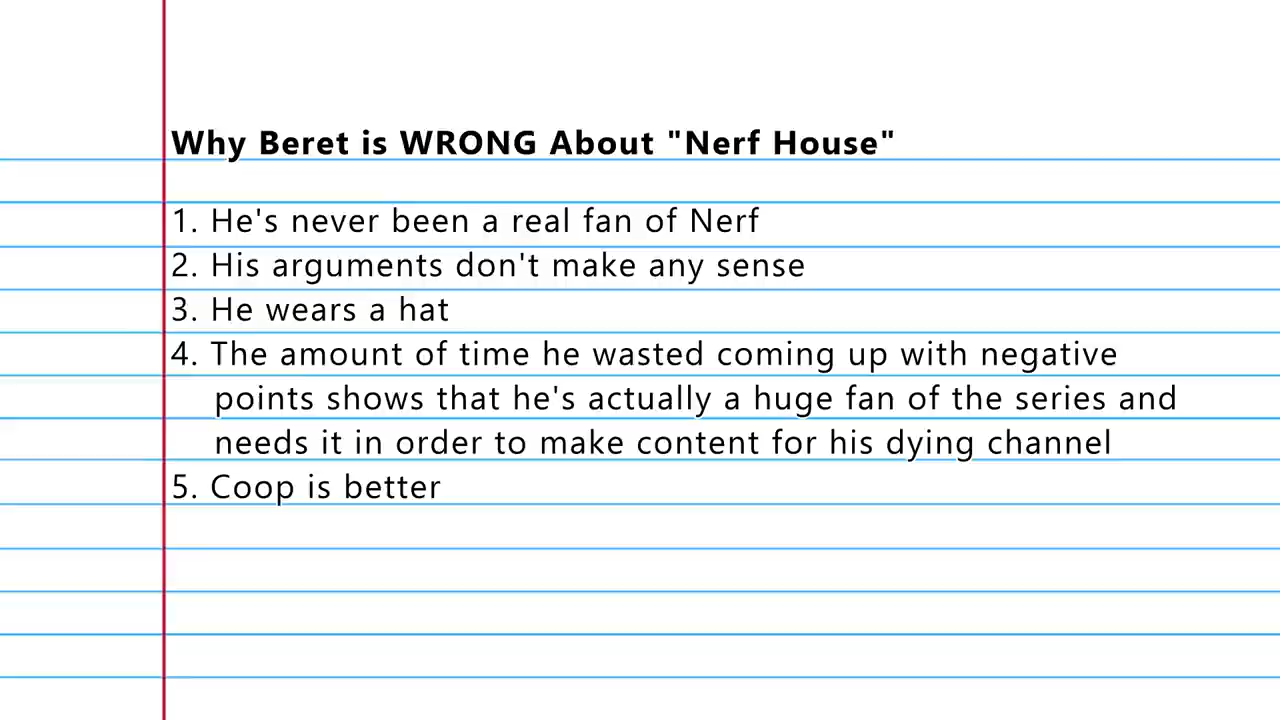 Why Beret is WRONG About "Nerf House"
1. He's never been a real fan of Nerf
2. His arguments don't make any sense
3. He wears a hat
4. The amount of time he wasted coming up with negative
points shows that he's actually a huge fan of the series and
needs it in order to make content for his dying channel
5. Coop is better